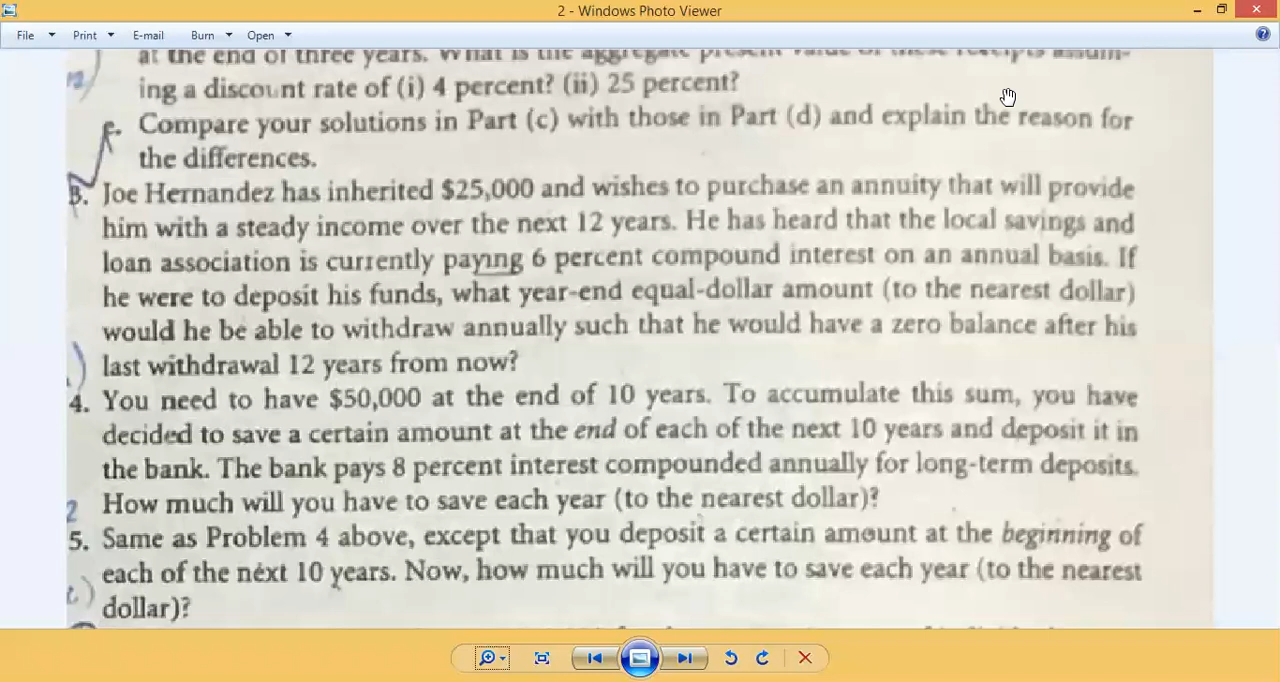 2 - Windows Photo Viewer
File Print E-mail Burn Open
at the end of three years. What is the aggregate present value of these receipts assum-
ing a discount rate of (i) 4 percent? (ii) 25 percent?
e. Compare your solutions in Part (c) with those in Part (d) and explain the reason for
the differences.
3. Joe Hernandez has inherited $25,000 and wishes to purchase an annuity that will provide
him with a steady income over the next 12 years. He has heard that the local savings and
loan association is currently paying 6 percent compound interest on an annual basis. If
he were to deposit his funds, what year-end equal-dollar amount (to the nearest dollar)
would he be able to withdraw annually such that he would have a zero balance after his
last withdrawal 12 years from now?
4. You need to have $50,000 at the end of 10 years. To accumulate this sum, you have
decided to save a certain amount at the end of each of the next 10 years and deposit it in
the bank. The bank pays 8 percent interest compounded annually for long-term deposits.
How much will you have to save each year (to the nearest dollar)?
5. Same as Problem 4 above, except that you deposit a certain amount at the beginning of
each of the next 10 years. Now, how much will you have to save each year (to the nearest
dollar)?